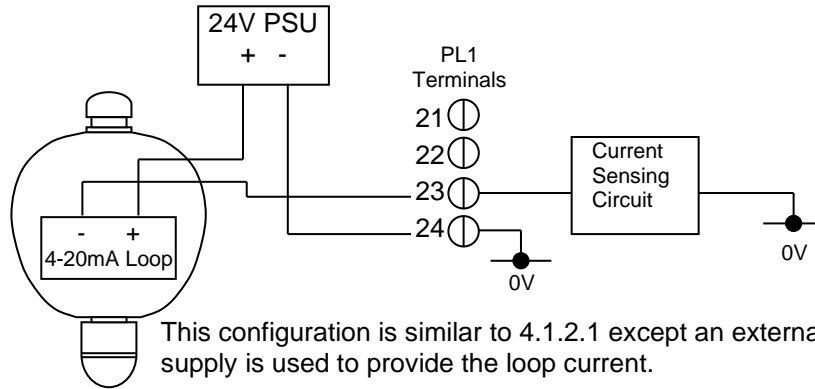 24V PSU
+ -
PL1
Terminals
21
22
23
24
Current
Sensing
Circuit
- +
4-20mA Loop
0V
0V
This configuration is similar to 4.1.2.1 except an externa
supply is used to provide the loop current.